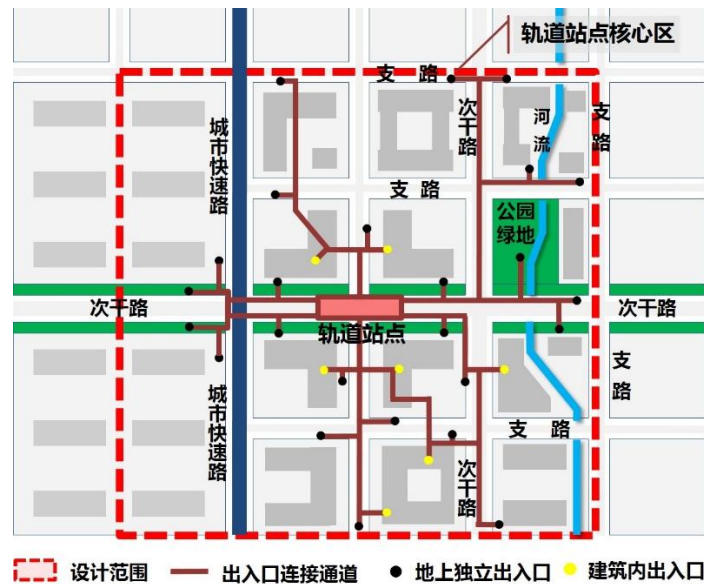 轨道站点核心区
支 路
次干路
河流
支路
城市快速路
支 路
公园
绿地
次干路
次干路
轨道站点
支路
城市快速路
支 路
次干路
设计范围
出入口连接通道
地上独立出入口
建筑内出入口